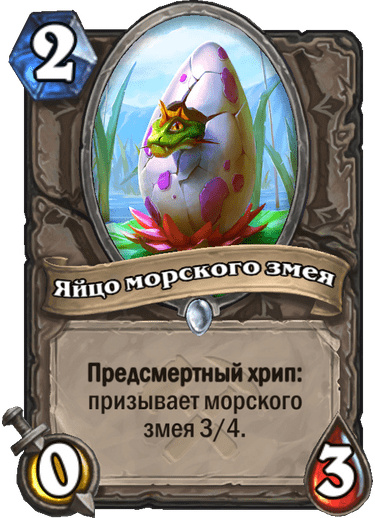 2
Яйцо морского змея
Предсмертный хрип:
призывает морского
змея 3/4.
0
3